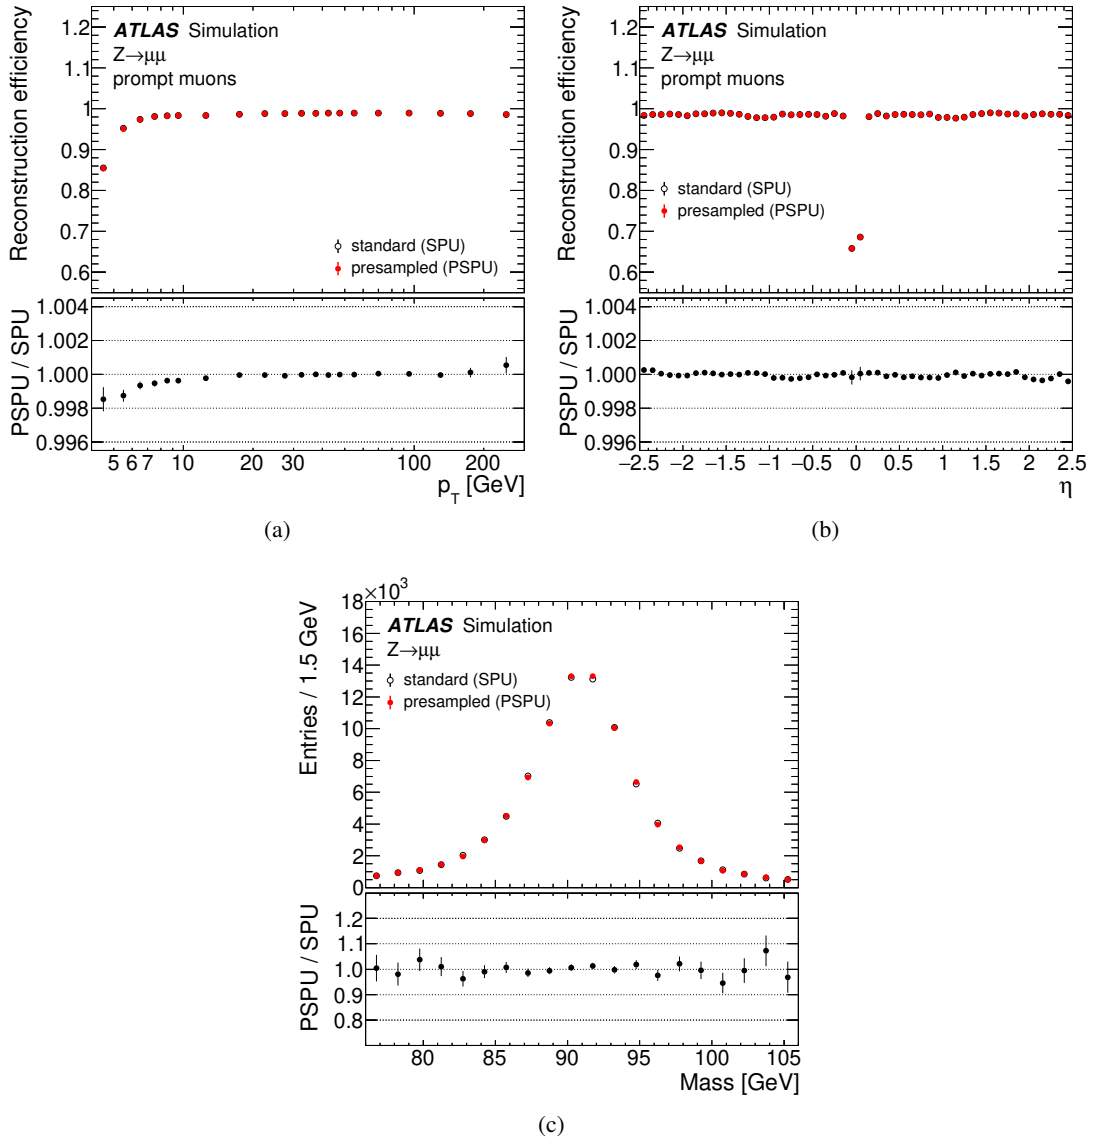 Reconstruction efficiency
1.2
1.1
1
0.9
0.8
0.7
0.6
ATLAS Simulation
Z→μμ
prompt muons
standard (SPU)
presampled (PSPU)
PSPU / SPU
1.004
1.002
1.000
0.998
0.996
5 6 7 10 20 30 100 200
p_T [GeV]
(a)
Reconstruction efficiency
1.2
1.1
1
0.9
0.8
0.7
0.6
ATLAS Simulation
Z→μμ
prompt muons
standard (SPU)
presampled (PSPU)
PSPU / SPU
1.004
1.002
1.000
0.998
0.996
−2.5 −2 −1.5 −1 −0.5 0 0.5 1 1.5 2 2.5
η
(b)
×10³
Entries / 1.5 GeV
18
16
14
12
10
8
6
4
2
0
ATLAS Simulation
Z→μμ
standard (SPU)
presampled (PSPU)
PSPU / SPU
1.2
1.1
1.0
0.9
0.8
80 85 90 95 100 105
Mass [GeV]
(c)